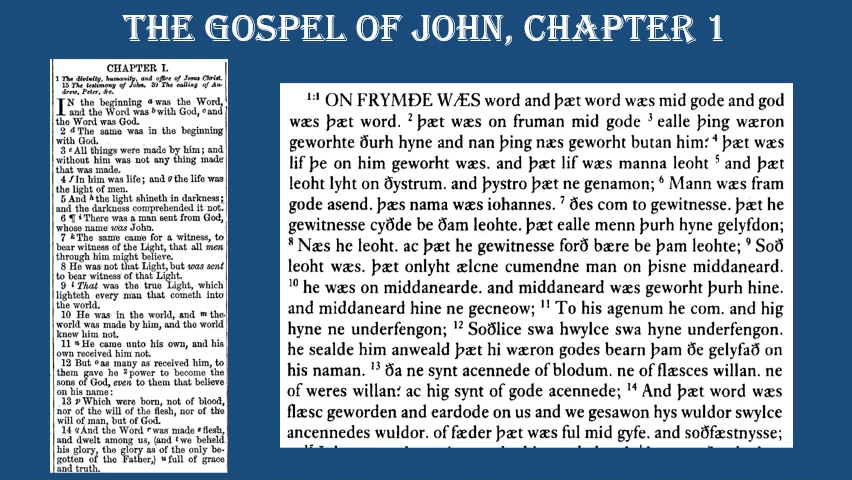 THE GOSPEL OF JOHN, CHAPTER 1
CHAPTER I.
1 The divinity, humanity, and office of Jesus Christ.
15 The testimony of John. 39 The calling of An-
drew, Peter, &c.
IN the beginning a was the Word,
and the Word was b with God, c and
the Word was God.
2 d The same was in the beginning
with God.
3 e All things were made by him; and
without him was not any thing made
that was made.
4 f In him was life; and g the life was
the light of men.
5 And h the light shineth in darkness;
and the darkness comprehended it not.
6 ¶ i There was a man sent from God,
whose name was John.
7 k The same came for a witness, to
bear witness of the Light, that all men
through him might believe.
8 He was not that Light, but was sent
to bear witness of that Light.
9 l That was the true Light, which
lighteth every man that cometh into
the world.
10 He was in the world, and m the
world was made by him, and the world
knew him not.
11 n He came unto his own, and his
own received him not.
12 But o as many as received him, to
them gave he 2 power to become the
sons of God, even to them that believe
on his name:
13 p Which were born, not of blood,
nor of the will of the flesh, nor of the
will of man, but of God.
14 q And the Word r was made s flesh,
and dwelt among us, (and t we beheld
his glory, the glory as of the only be-
gotten of the Father,) u full of grace
and truth.
1:1 ON FRYMÐE WÆS word and þæt word wæs mid gode and god
wæs þæt word. 2 þæt wæs on fruman mid gode 3 ealle þing wæron
geworhte ðurh hyne and nan þing næs geworht butan him؛ 4 þæt wæs
lif þe on him geworht wæs. and þæt lif wæs manna leoht 5 and þæt
leoht lyht on ðystrum. and þystro þæt ne genamon; 6 Mann wæs fram
gode asend. þæs nama wæs iohannes. 7 ðes com to gewitnesse. þæt he
gewitnesse cyðde be ðam leohte. þæt ealle menn þurh hyne gelyfdon;
8 Næs he leoht. ac þæt he gewitnesse forð bære be þam leohte; 9 Soð
leoht wæs. þæt onlyht ælcne cumendne man on þisne middaneard.
10 he wæs on middanearde. and middaneard wæs geworht þurh hine.
and middaneard hine ne gecneow; 11 To his agenum he com. and hig
hyne ne underfengon; 12 Soðlice swa hwylce swa hyne underfengon.
he sealde him anweald þæt hi wæron godes bearn þam ðe gelyfað on
his naman. 13 ða ne synt acennede of blodum. ne of flæsces willan. ne
of weres willan؛ ac hig synt of gode acennede; 14 And þæt word wæs
flæsc geworden and eardode on us and we gesawon hys wuldor swylce
ancennedes wuldor. of fæder þæt wæs ful mid gyfe. and soðfæstnysse;